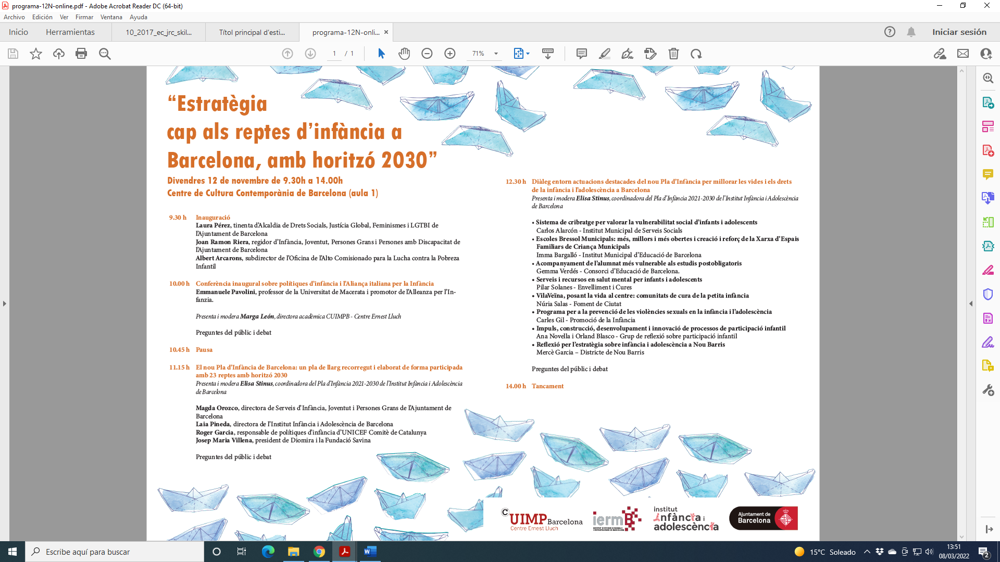 programa-12N-online.pdf - Adobe Acrobat Reader DC (64-bit)
Archivo Edición Ver Firmar Ventana Ayuda
Inicio Herramientas 10_2017_ec_jrc_skil... Títol principal d'esti... programa-12N-onli... Iniciar sesión
1 / 1 71%
“Estratègia
cap als reptes d’infància a
Barcelona, amb horitzó 2030”
Divendres 12 de novembre de 9.30h a 14.00h
Centre de Cultura Contemporània de Barcelona (aula 1)
9.30 h Inauguració
Laura Pérez, tinenta d’Alcaldia de Drets Socials, Justícia Global, Feminismes i LGTBI de
l’Ajuntament de Barcelona
Joan Ramon Riera, regidor d’Infància, Joventut, Persones Grans i Persones amb Discapacitat de
l’Ajuntament de Barcelona
Albert Arcarons, subdirector de l’Oficina de l’Alto Comisionado para la Lucha contra la Pobreza
Infantil
10.00 h Conferència inaugural sobre polítiques d’infància i l’Aliança italiana per la Infància
Emmanuele Pavolini, professor de la Universitat de Macerata i promotor de l’Alleanza per l’In-
fanzia.
Presenta i modera Marga León, directora acadèmica CUIMPB - Centre Ernest Lluch
Preguntes del públic i debat
10.45 h Pausa
11.15 h El nou Pla d’Infància de Barcelona: un pla de llarg recorregut i elaborat de forma participada
amb 23 reptes amb horitzó 2030
Presenta i modera Elisa Stinus, coordinadora del Pla d’Infància 2021-2030 de l’Institut Infància i Adolescència
de Barcelona
Magda Orozco, directora de Serveis d’Infància, Joventut i Persones Grans de l’Ajuntament de
Barcelona
Laia Pineda, directora de l’Institut Infància i Adolescència de Barcelona
Roger Garcia, responsable de polítiques d’infància d’UNICEF Comitè de Catalunya
Josep Maria Villena, president de Diomira i la Fundació Savina
Preguntes del públic i debat
12.30 h Diàleg entorn actuacions destacades del nou Pla d’Infància per millorar les vides i els drets
de la infància i l’adolescència a Barcelona
Presenta i modera Elisa Stinus, coordinadora del Pla d’Infància 2021-2030 de l’Institut Infància i Adolescència
de Barcelona
• Sistema de cribratge per valorar la vulnerabilitat social d’infants i adolescents
Carlos Alarcón - Institut Municipal de Serveis Socials
• Escoles Bressol Municipals: més, millors i més obertes i creació i reforç de la Xarxa d’Espais
Familiars de Criança Municipals
Imma Bargalló - Institut Municipal d’Educació de Barcelona
• Acompanyament de l’alumnat més vulnerable als estudis postobligatoris
Gemma Verdés - Consorci d’Educació de Barcelona.
• Serveis i recursos en salut mental per infants i adolescents
Pilar Solanes - Envelliment i Cures
• VilaVeïna, posant la vida al centre: comunitats de cura de la petita infància
Núria Salas - Foment de Ciutat
• Programa per a la prevenció de les violències sexuals en la infància i l’adolescència
Carles Gil - Promoció de la Infància
• Impuls, construcció, desenvolupament i innovació de processos de participació infantil
Ana Novella i Orland Blasco - Grup de reflexió sobre participació infantil
• Reflexió per l’estratègia sobre infància i adolescència a Nou Barris
Mercè Garcia – Districte de Nou Barris
Preguntes del públic i debat
14.00 h Tancament
CUIMPBarcelona
Centre Ernest Lluch
iermB
INSTITUT D'ESTUDIS REGIONALS
I METROPOLITANS DE BARCELONA
institut
infància i
adolescència
Ajuntament de
Barcelona
Escribe aquí para buscar
15°C Soleado
13:51
08/03/2022
2